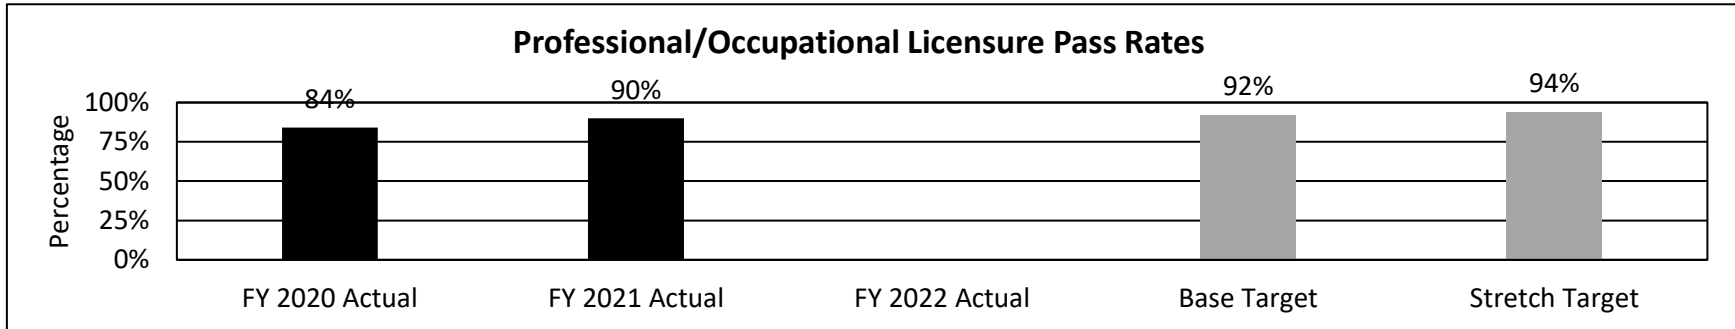 Professional/Occupational Licensure Pass Rates
Percentage
100%
75%
50%
25%
0%
84%
90%
92%
94%
FY 2020 Actual
FY 2021 Actual
FY 2022 Actual
Base Target
Stretch Target